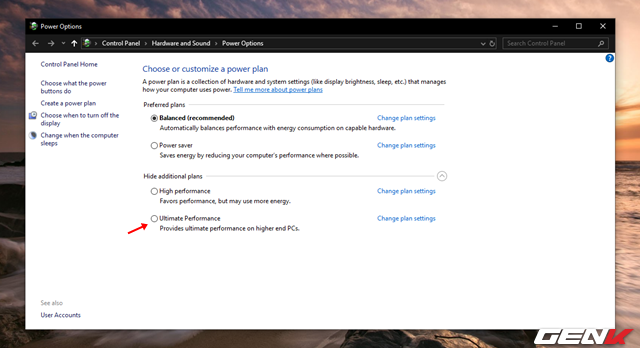 Power Options
Control Panel > Hardware and Sound > Power Options
Search Control Panel
Control Panel Home
Choose what the power
buttons do
Create a power plan
Choose when to turn off the
display
Change when the computer
sleeps
Choose or customize a power plan
A power plan is a collection of hardware and system settings (like display brightness, sleep, etc.) that manages
how your computer uses power. Tell me more about power plans
Preferred plans
Balanced (recommended)
Change plan settings
Automatically balances performance with energy consumption on capable hardware.
Power saver
Change plan settings
Saves energy by reducing your computer's performance where possible.
Hide additional plans
High performance
Change plan settings
Favors performance, but may use more energy.
Ultimate Performance
Change plan settings
Provides ultimate performance on higher end PCs.
See also
User Accounts
GENK